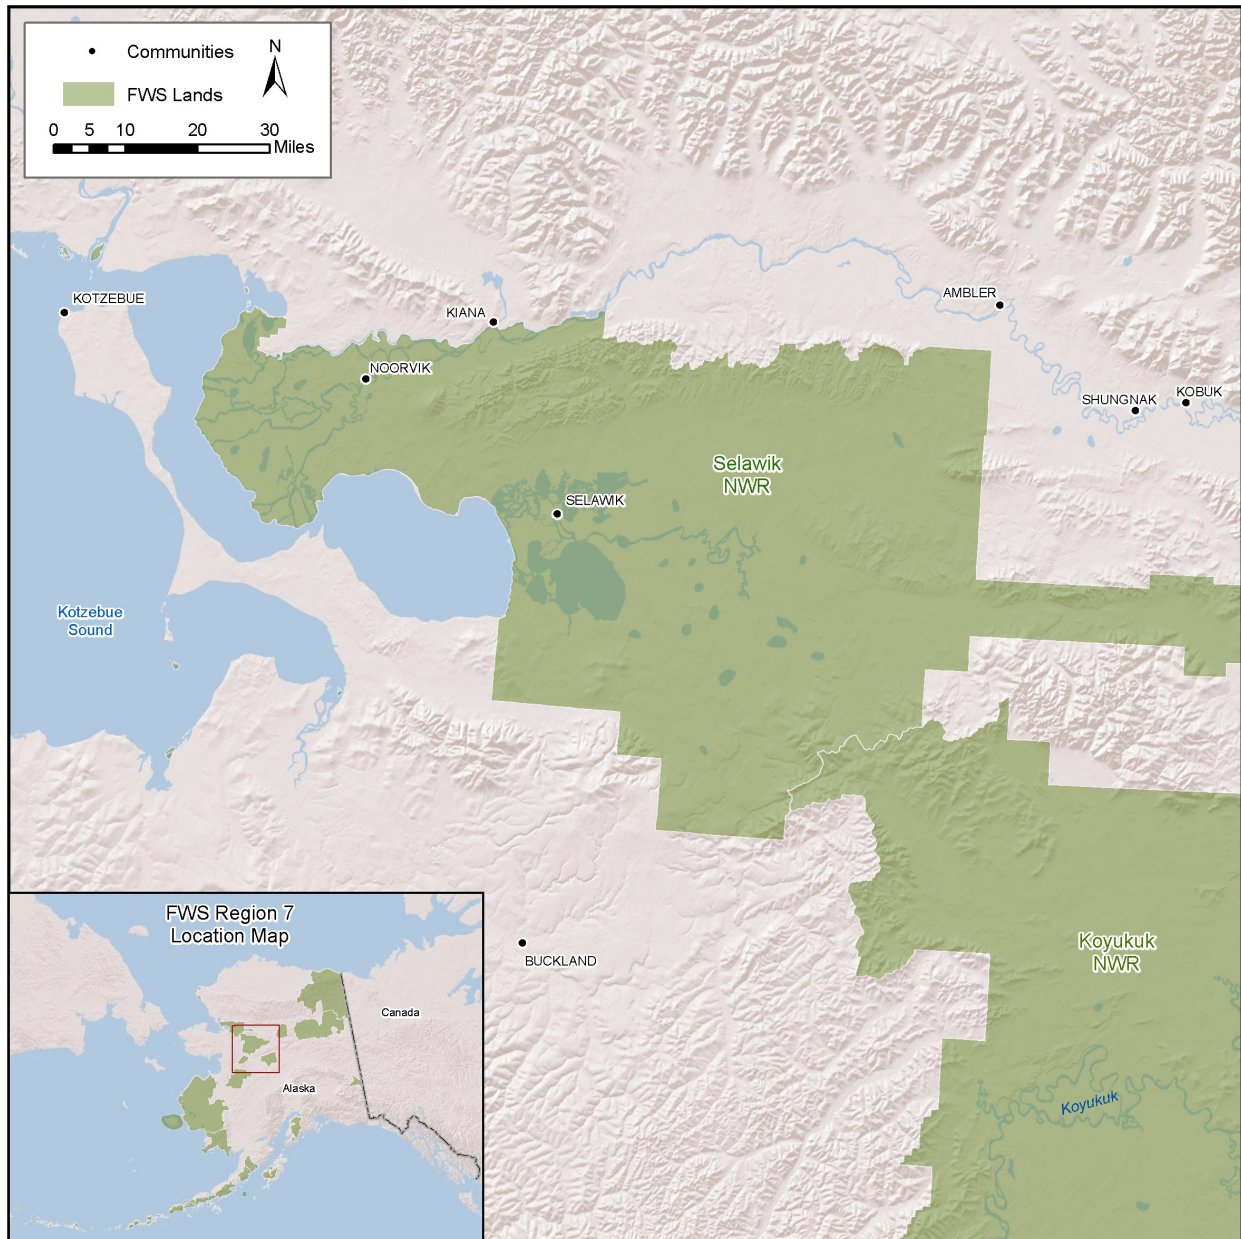 Communities
N
FWS Lands
0 5 10 20 30
Miles
KOTZEBUE
KIANA
AMBLER
NOORVIK
SHUNGNAK
KOBUK
Selawik
NWR
SELAWIK
Kotzebue
Sound
BUCKLAND
Koyukuk
NWR
Koyukuk
FWS Region 7
Location Map
Canada
Alaska